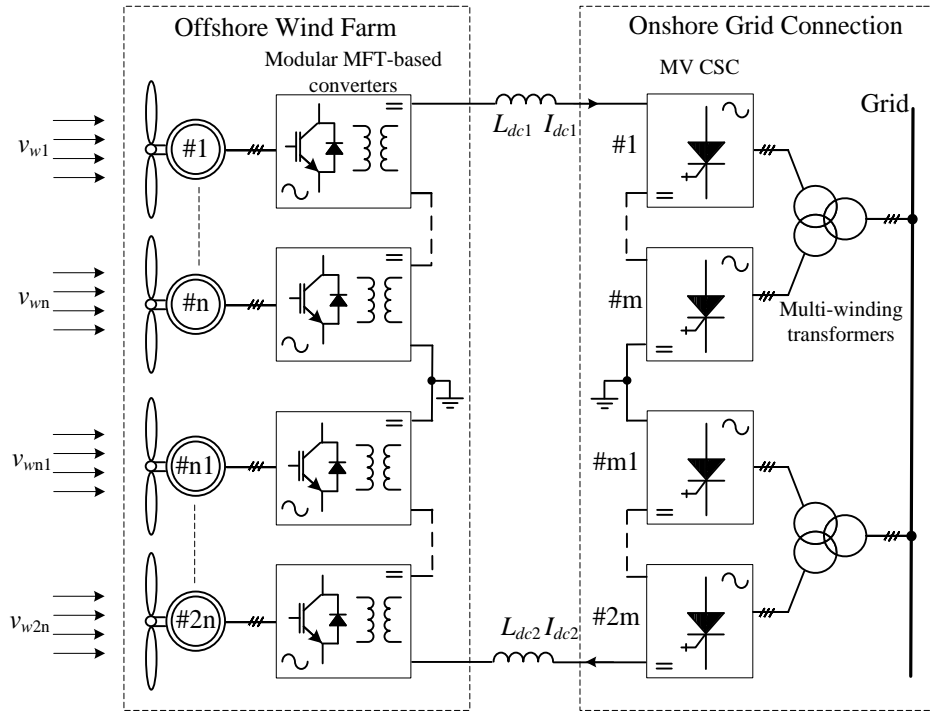 Offshore Wind Farm
Onshore Grid Connection
Modular MFT-based
converters
MV CSC
Grid
v_w1
#1
L_dc1 I_dc1
#1
v_wn
#n
#m
Multi-winding
transformers
v_wn1
#n1
#m1
v_w2n
#2n
L_dc2 I_dc2
#2m